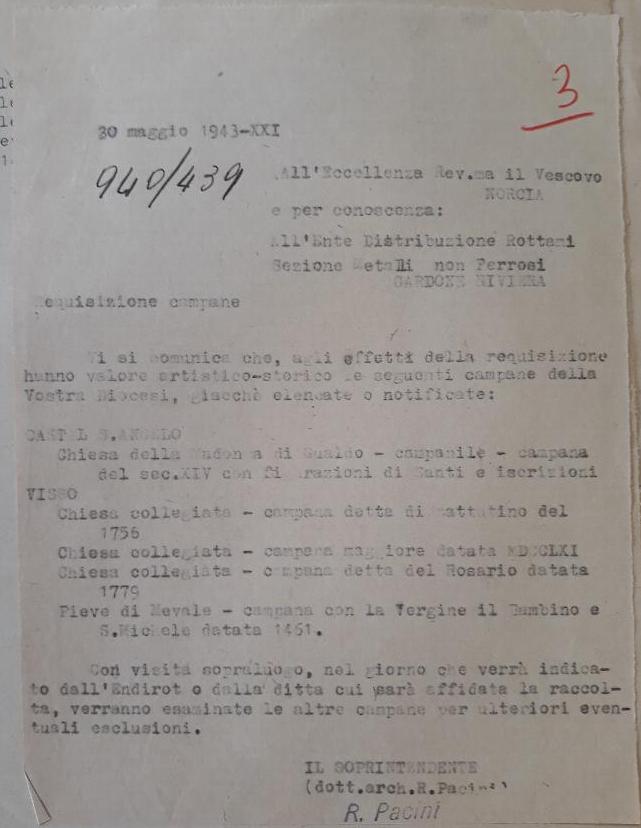 3
30 maggio 1943-XXI
940/439
All'Eccellenza Rev.ma il Vescovo
NORCIA
e per conoscenza:
All'Ente Distribuzione Rottami
Sezione Metalli non Ferrosi
GARDONE RIVIERA
Requisizione campane
Vi si comunica che, agli effetti della requisizione
hanno valore artistico-storico le seguenti campane della
Vostra Diocesi, giacchè elencate o notificate:
CASTEL S.ANGELO
Chiesa della Madonna di Gualdo - campanile - campana
del sec.XIV con figurazioni di Santi e iscrizioni
VISSO
Chiesa collegiata - campana detta di mattutino del
1756
Chiesa collegiata - campana maggiore datata MDCCLXI
Chiesa collegiata - campana detta del Rosario datata
1779
Pieve di Mevale - campana con la Vergine il Bambino e
S.Michele datata 1461.
Con visita sopraluogo, nel giorno che verrà indica-
to dall'Endirot o dalla ditta cui sarà affidata la raccol-
ta, verranno esaminate le altre campane per ulteriori even-
tuali esclusioni.
IL SOPRINTENDENTE
(dott.arch.R.Pacini)
R. Pacini